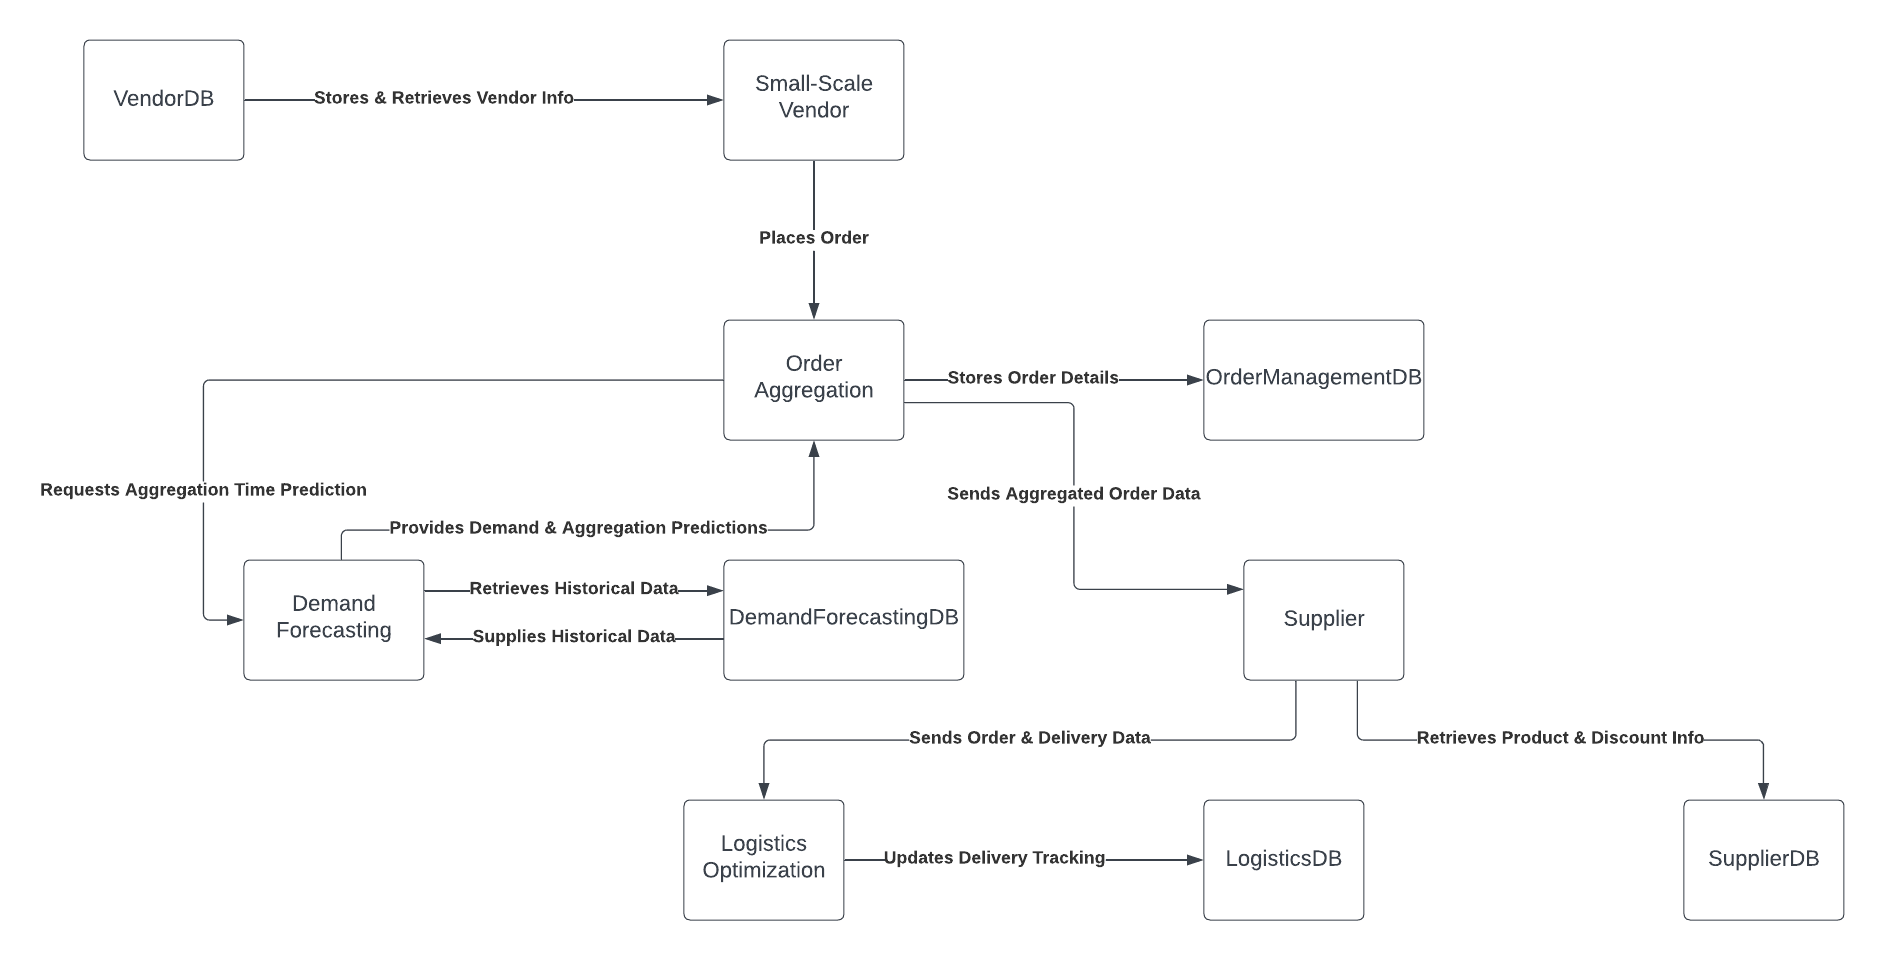 VendorDB
Stores & Retrieves Vendor Info
Small-Scale
Vendor
Places Order
Order
Aggregation
Stores Order Details
OrderManagementDB
Requests Aggregation Time Prediction
Sends Aggregated Order Data
Provides Demand & Aggregation Predictions
Demand
Forecasting
Retrieves Historical Data
Supplies Historical Data
DemandForecastingDB
Supplier
Sends Order & Delivery Data
Retrieves Product & Discount Info
Logistics
Optimization
Updates Delivery Tracking
LogisticsDB
SupplierDB